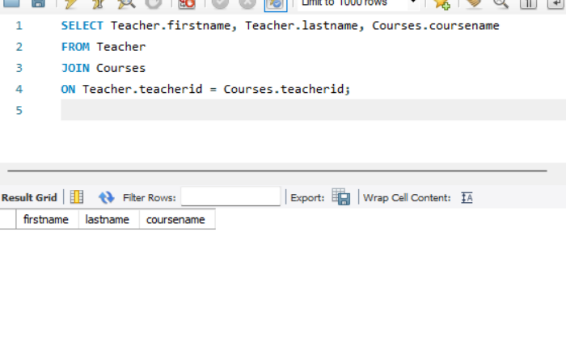 Limit to 1000 rows
1 SELECT Teacher.firstname, Teacher.lastname, Courses.coursename
2 FROM Teacher
3 JOIN Courses
4 ON Teacher.teacherid = Courses.teacherid;
5
Result Grid Filter Rows: Export: Wrap Cell Content: IA
firstname lastname coursename